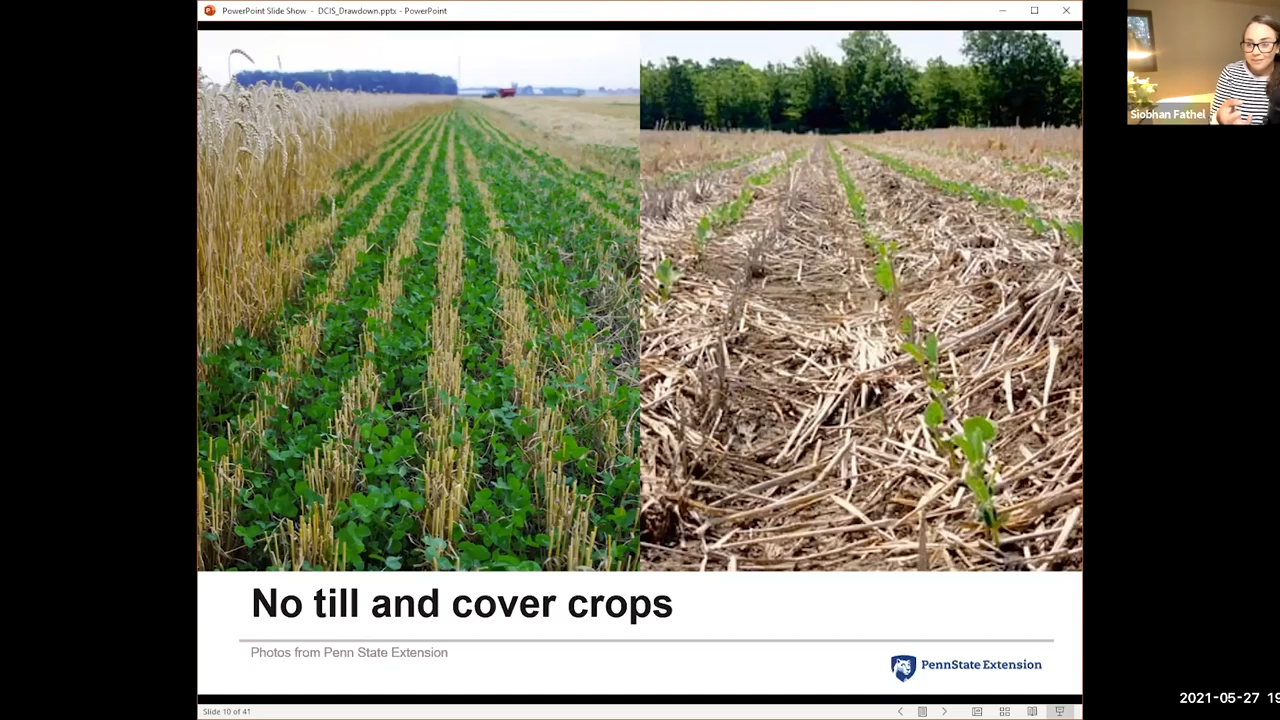 PowerPoint Slide Show - DCIS_Drawdown.pptx - PowerPoint
Siobhan Fathel
No till and cover crops
Photos from Penn State Extension
PennState Extension
2021-05-27 19
Slide 10 of 41